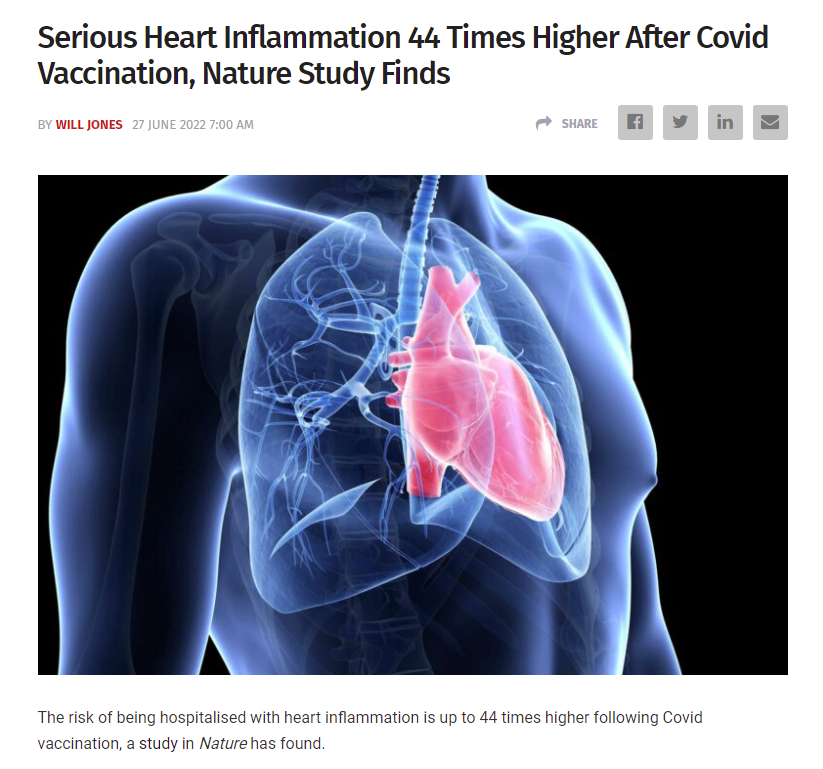 Serious Heart Inflammation 44 Times Higher After Covid
Vaccination, Nature Study Finds
BY WILL JONES 27 JUNE 2022 7:00 AM
SHARE
The risk of being hospitalised with heart inflammation is up to 44 times higher following Covid
vaccination, a study in Nature has found.